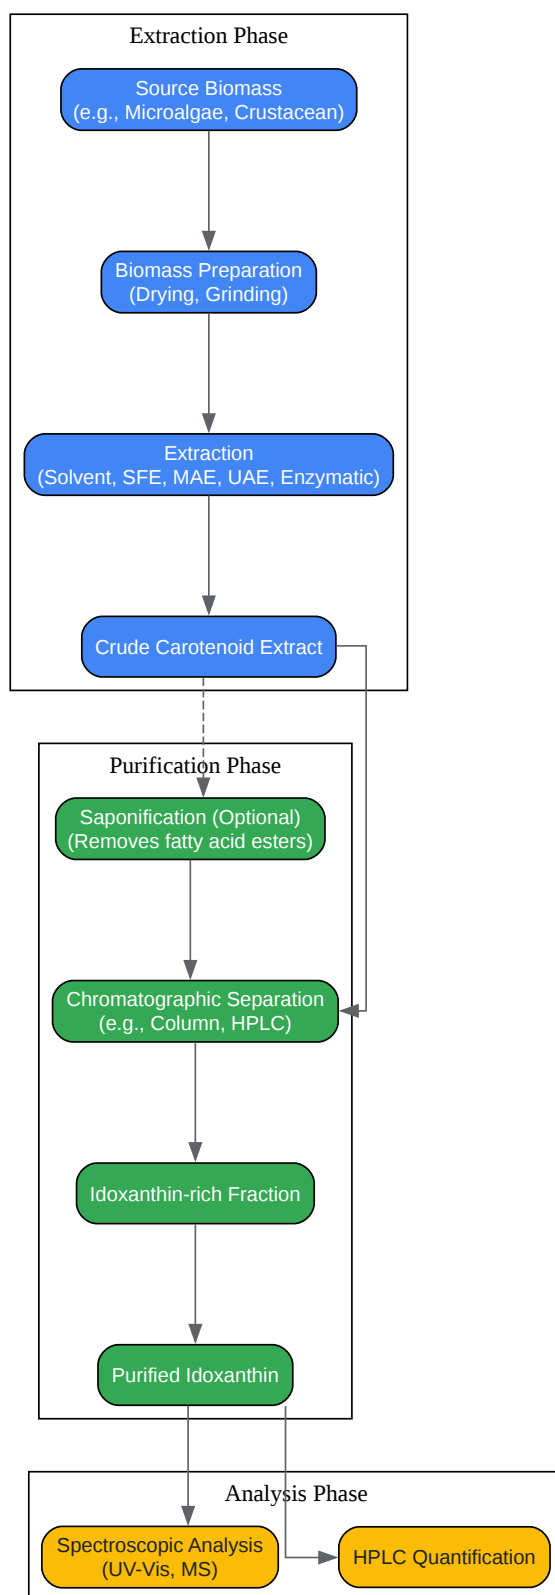 Extraction Phase
Source Biomass
(e.g., Microalgae, Crustacean)
Biomass Preparation
(Drying, Grinding)
Extraction
(Solvent, SFE, MAE, UAE, Enzymatic)
Crude Carotenoid Extract
Purification Phase
Saponification (Optional)
(Removes fatty acid esters)
Chromatographic Separation
(e.g., Column, HPLC)
Idoxanthin-rich Fraction
Purified Idoxanthin
Analysis Phase
Spectroscopic Analysis
(UV-Vis, MS)
HPLC Quantification